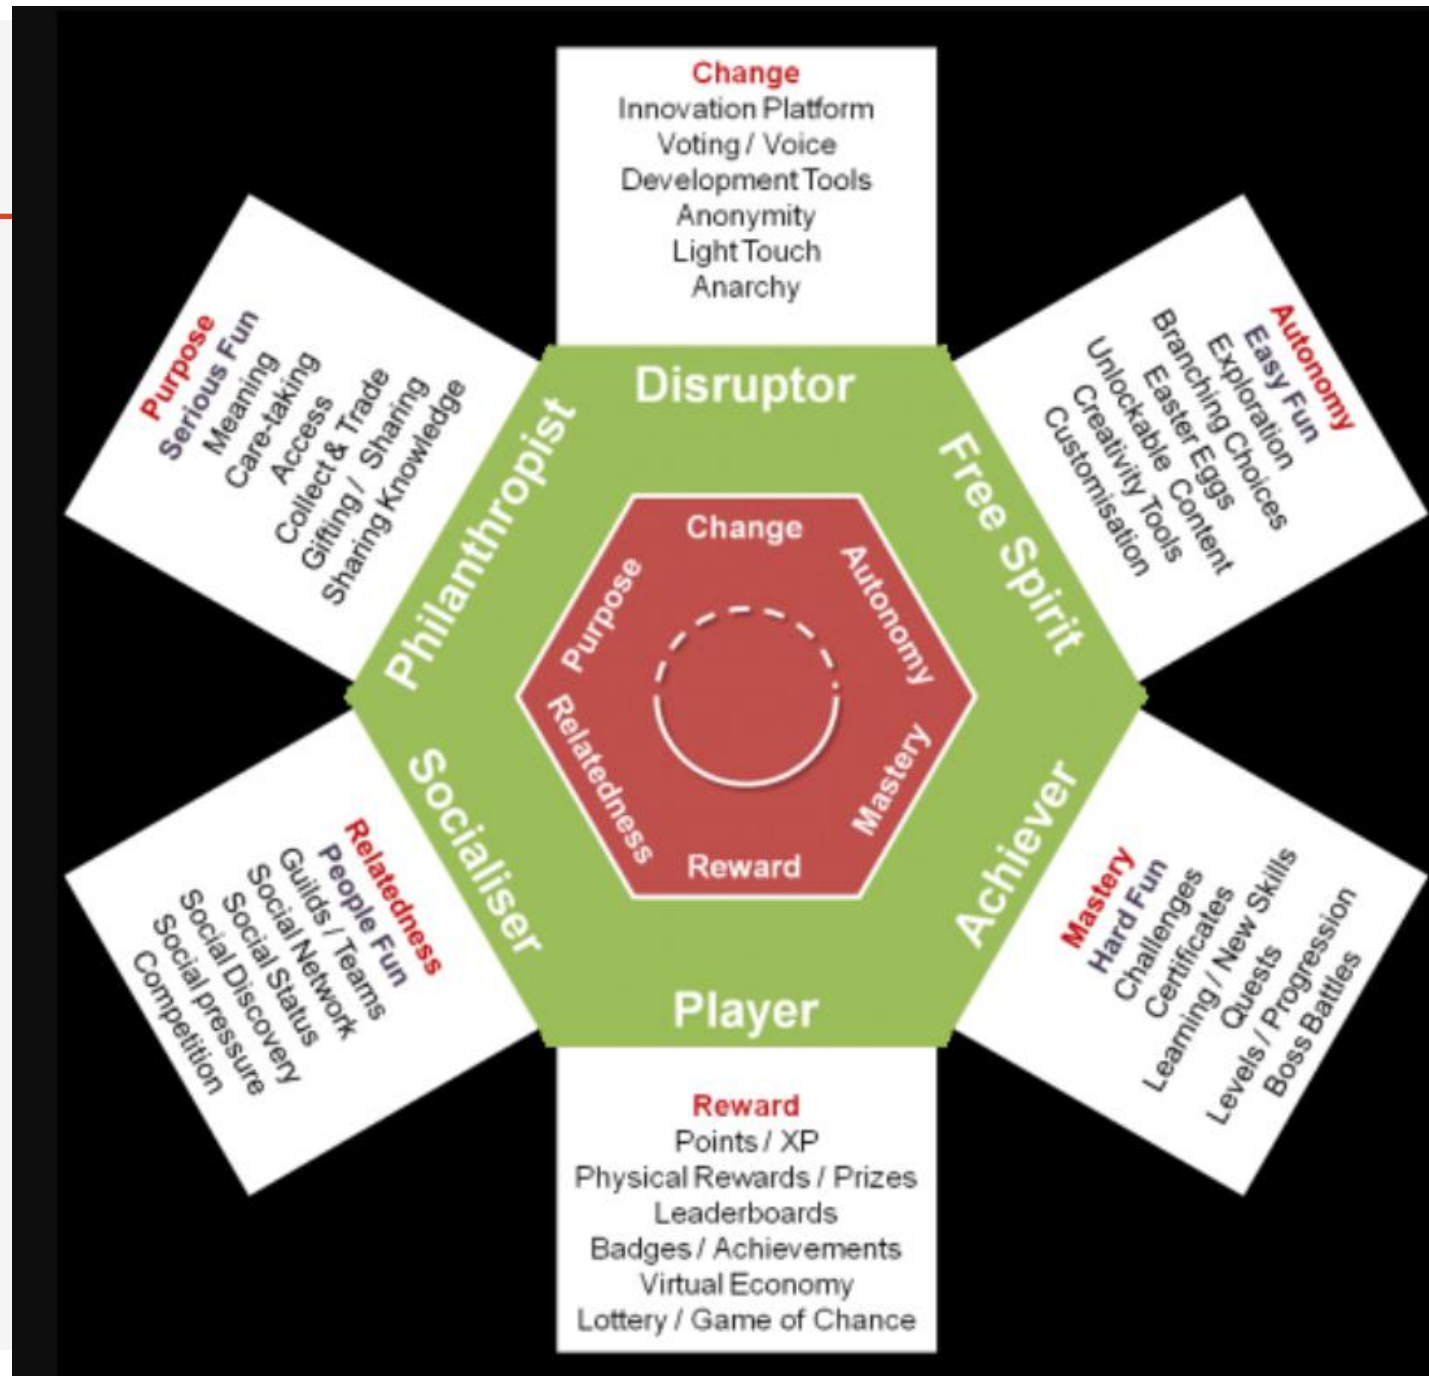 Change
Innovation Platform
Voting / Voice
Development Tools
Anonymity
Light Touch
Anarchy
Purpose
Serious Fun
Meaning
Care-taking
Access
Collect & Trade
Gifting / Sharing
Sharing Knowledge
Autonomy
Easy Fun
Exploration
Branching Choices
Easter Eggs
Unlockable Content
Creativity Tools
Customisation
Disruptor
Philanthropist
Free Spirit
Change
Purpose
Autonomy
Relatedness
Mastery
Reward
Socialiser
Achiever
Player
Relatedness
People Fun
Guilds / Teams
Social Network
Social Status
Social Discovery
Social pressure
Competition
Mastery
Hard Fun
Challenges
Certificates
Learning / New Skills
Quests
Levels / Progression
Boss Battles
Reward
Points / XP
Physical Rewards / Prizes
Leaderboards
Badges / Achievements
Virtual Economy
Lottery / Game of Chance